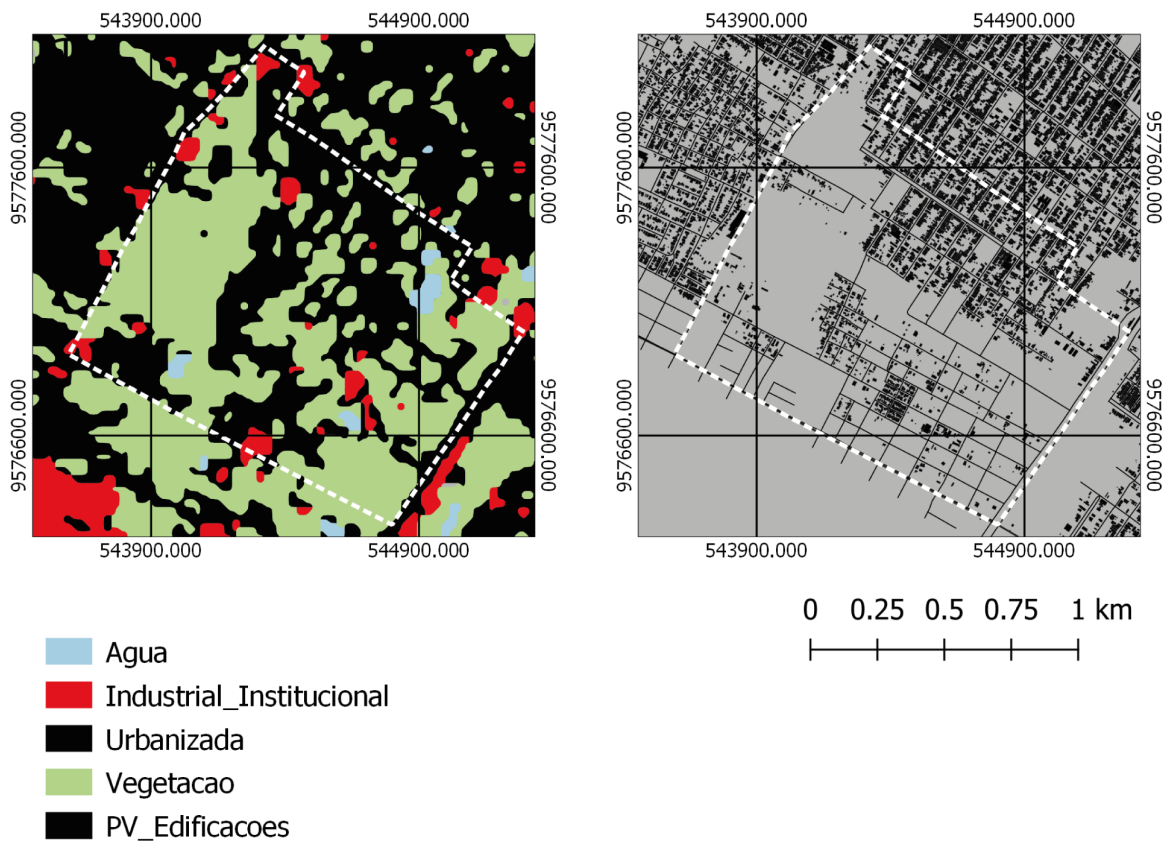 543900.000 544900.000 543900.000 544900.000
9577600.000 9577600.000 9577600.000 9577600.000
9576600.000 9576600.000 9576600.000 9576600.000
543900.000 544900.000 543900.000 544900.000
0 0.25 0.5 0.75 1 km
Agua
Industrial_Institucional
Urbanizada
Vegetacao
PV_Edificacoes